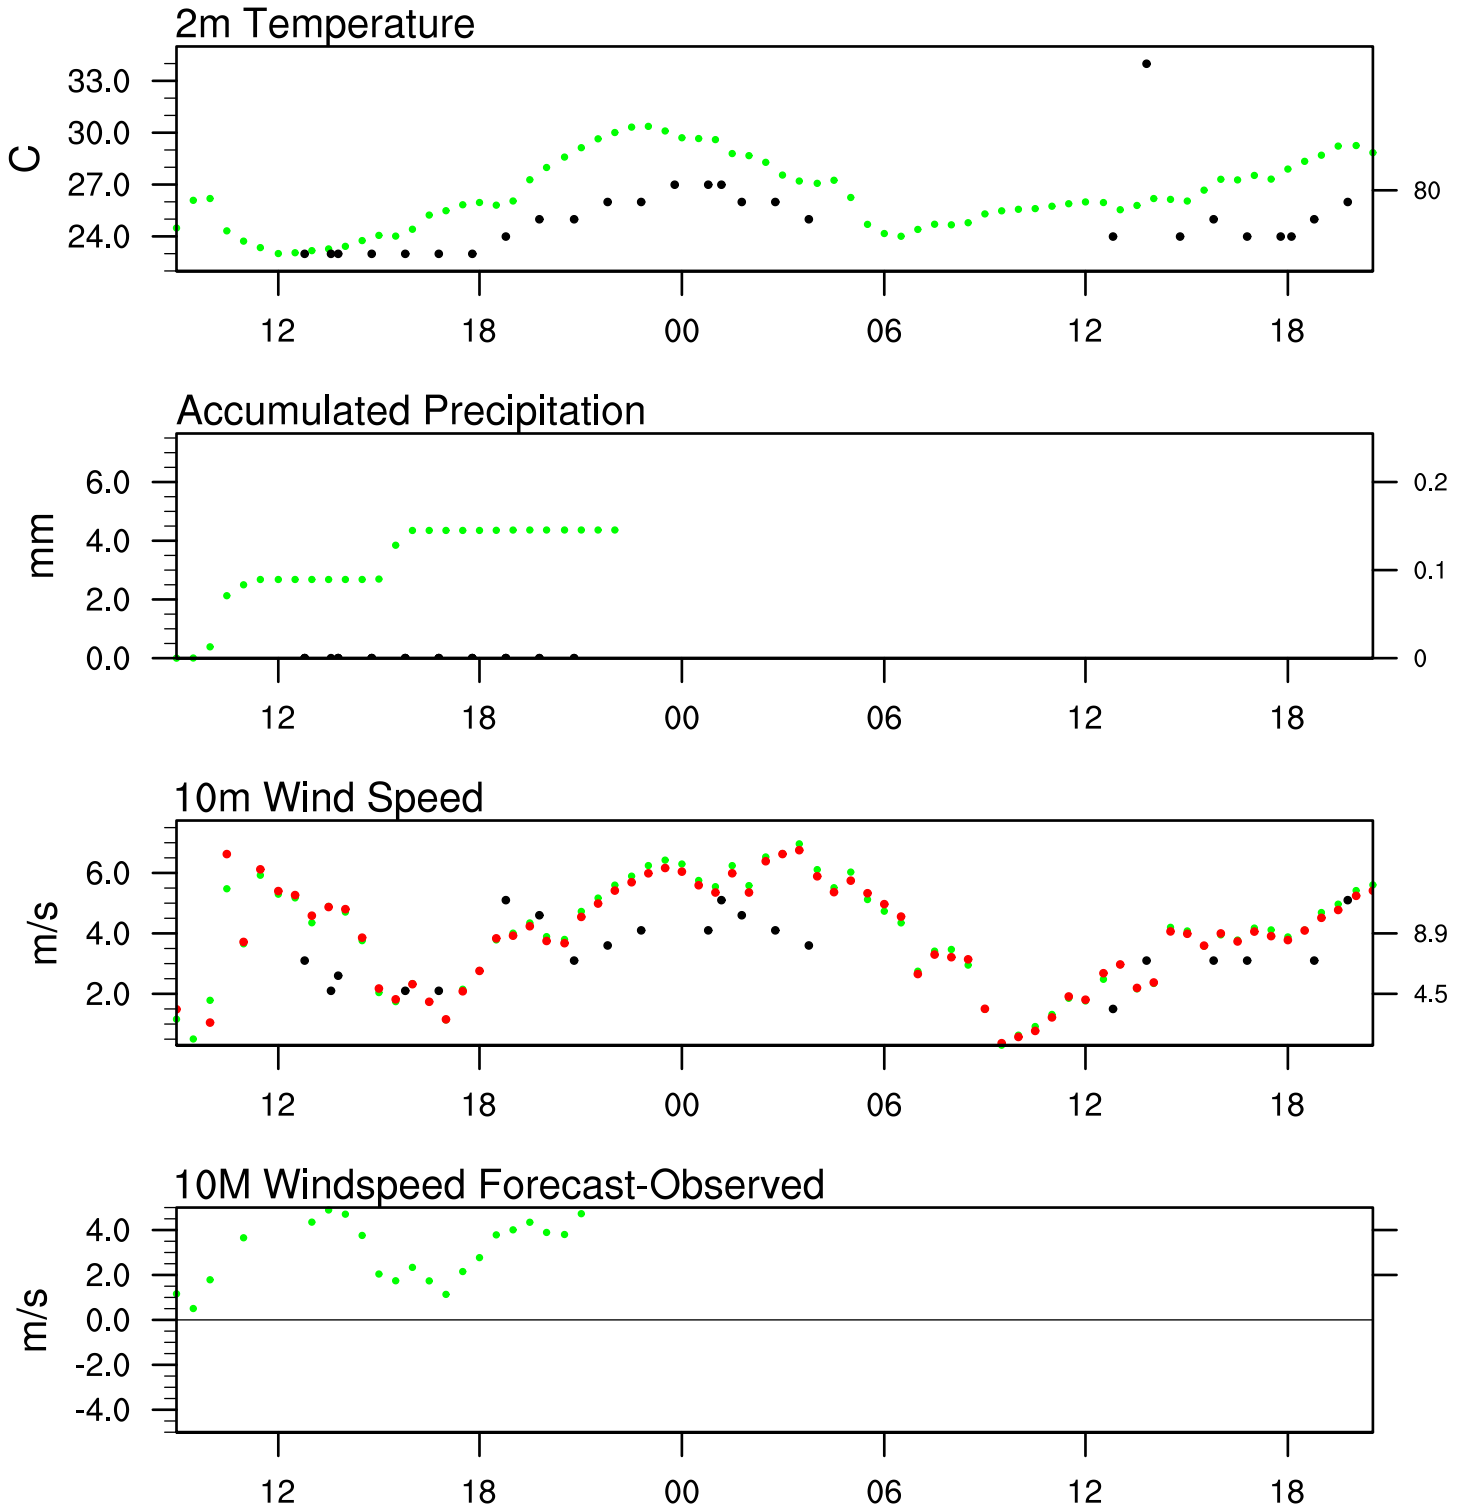 2m Temperature
33.0
30.0
27.0
24.0
C
80
12 18 00 06 12 18
Accumulated Precipitation
6.0
4.0
2.0
0.0
mm
0.2
0.1
0
12 18 00 06 12 18
10m Wind Speed
6.0
4.0
2.0
m/s
8.9
4.5
12 18 00 06 12 18
10M Windspeed Forecast-Observed
4.0
2.0
0.0
-2.0
-4.0
m/s
12 18 00 06 12 18